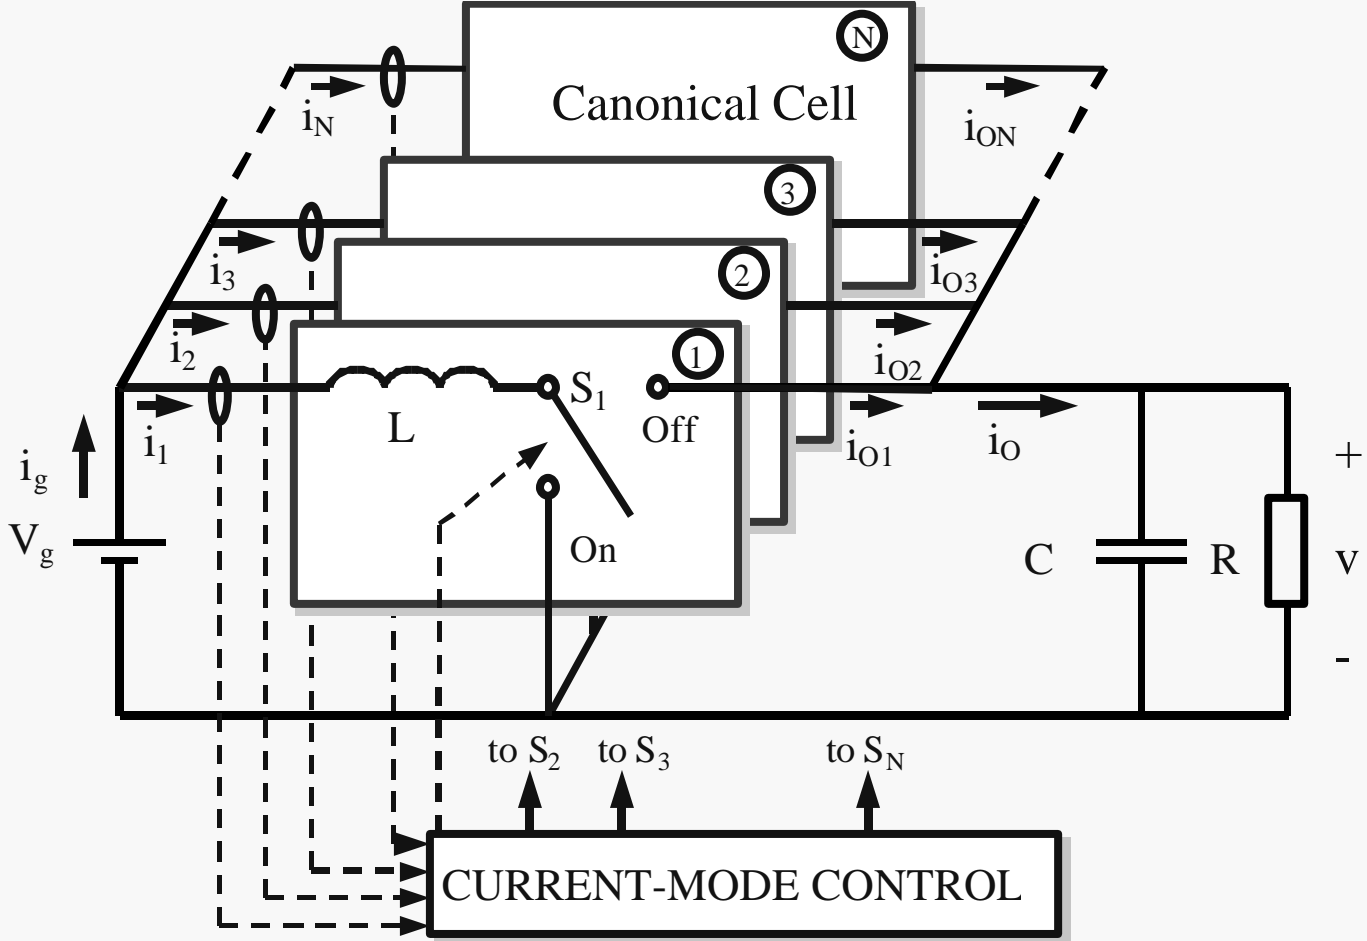 N
Canonical Cell
i_N
i_ON
3
i_3
i_O3
2
i_2
i_O2
1
S_1
L
Off
i_1
i_O1
i_O
i_g
+
V_g
On
C
R
v
-
to S_2
to S_3
to S_N
CURRENT-MODE CONTROL